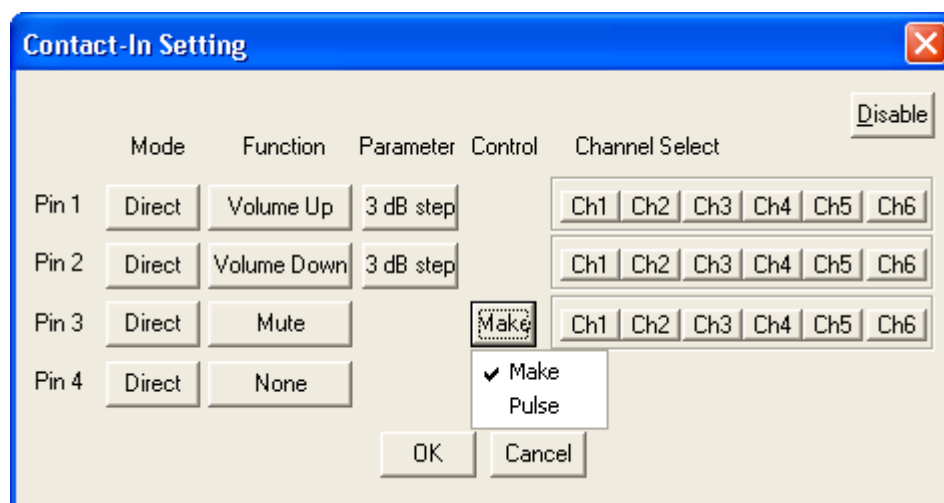 Contact-In Setting
Disable
Mode Function Parameter Control Channel Select
Pin 1 Direct Volume Up 3 dB step Ch1 Ch2 Ch3 Ch4 Ch5 Ch6
Pin 2 Direct Volume Down 3 dB step Ch1 Ch2 Ch3 Ch4 Ch5 Ch6
Pin 3 Direct Mute Make Ch1 Ch2 Ch3 Ch4 Ch5 Ch6
Pin 4 Direct None
Make
Pulse
OK Cancel